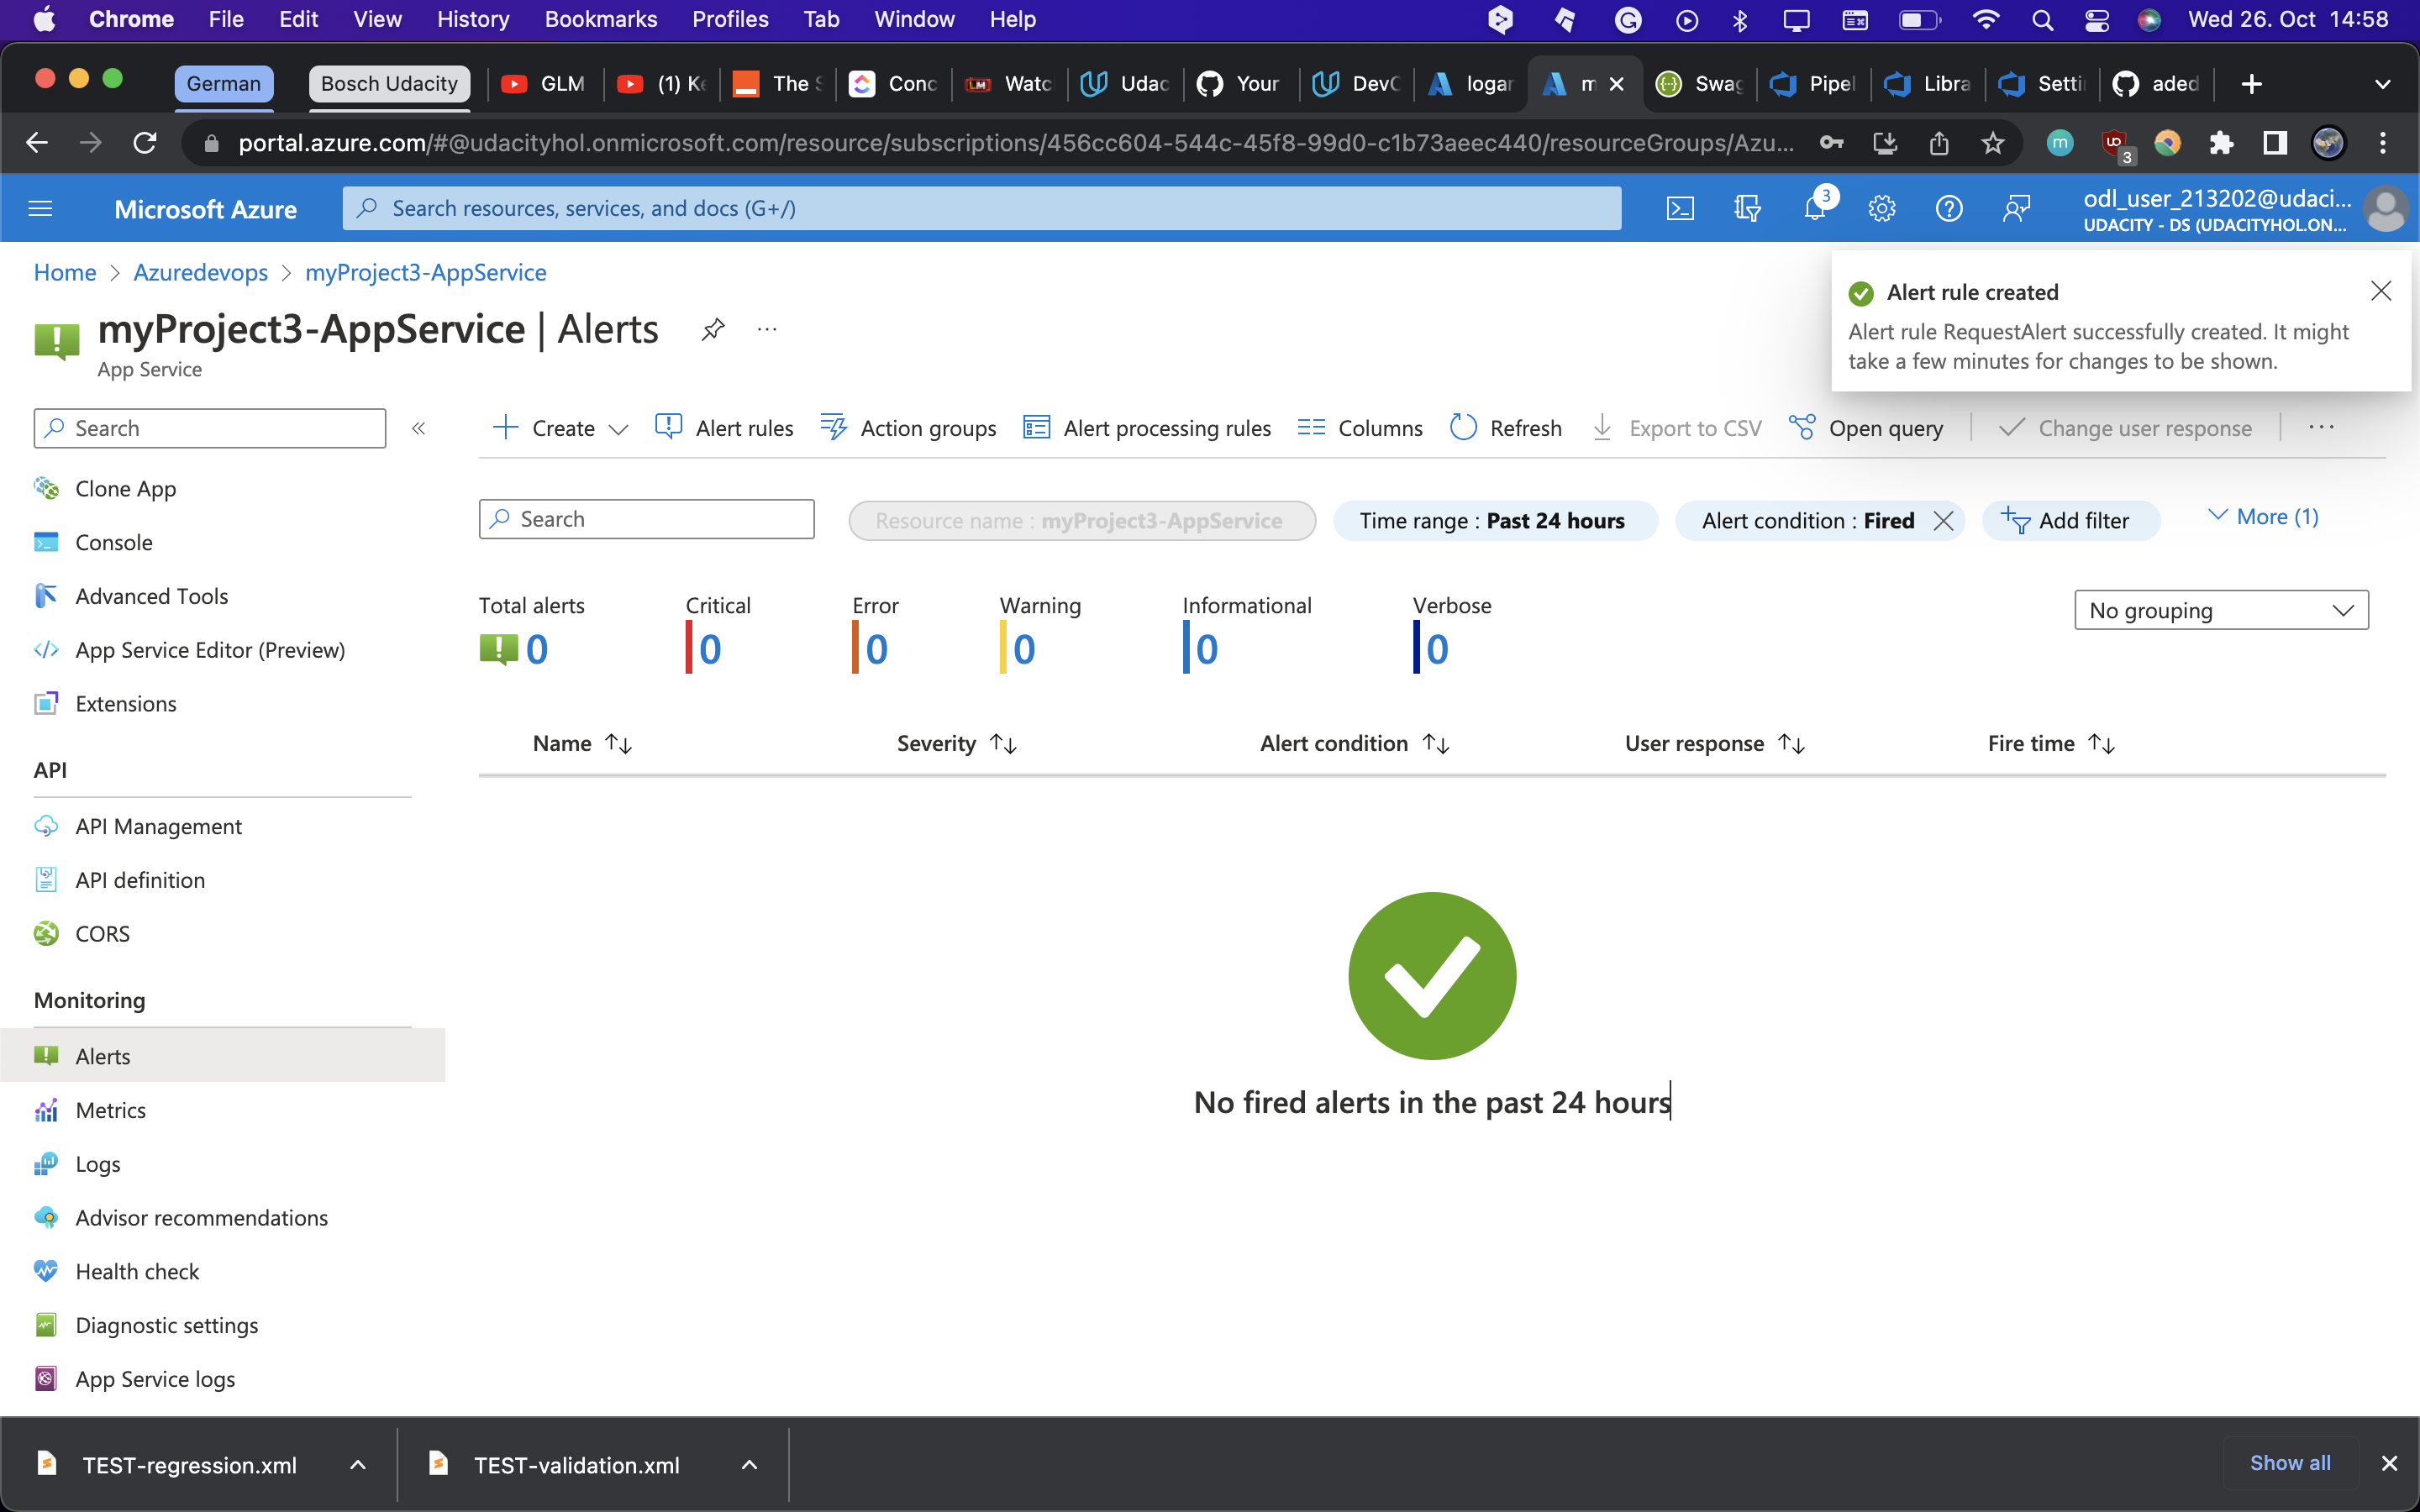 Chrome File Edit View History Bookmarks Profiles Tab Window Help Wed 26. Oct 14:58
German Bosch Udacity GLM (1) The Conc Watc Udac Your Dev logar m Swag Pipel Libra Setti aded
portal.azure.com/#@udacityhol.onmicrosoft.com/resource/subscriptions/456cc604-544c-45f8-99d0-c1b73aeec440/resourceGroups/Azu... m 3
Microsoft Azure Search resources, services, and docs (G+/) 3 odl_user_213202@udaci...
UDACITY - DS (UDACITYHOL.ON...
Home > Azuredevops > myProject3-AppService
Alert rule created
Alert rule RequestAlert successfully created. It might
take a few minutes for changes to be shown.
myProject3-AppService | Alerts ...
App Service
Search «
Create Alert rules Action groups Alert processing rules Columns Refresh Export to CSV Open query Change user response ...
Search Resource name : myProject3-AppService Time range : Past 24 hours Alert condition : Fired Add filter More (1)
Total alerts Critical Error Warning Informational Verbose
0 0 0 0 0 0
No grouping
Name Severity Alert condition User response Fire time
No fired alerts in the past 24 hours
Clone App
Console
Advanced Tools
App Service Editor (Preview)
Extensions
API
API Management
API definition
CORS
Monitoring
Alerts
Metrics
Logs
Advisor recommendations
Health check
Diagnostic settings
App Service logs
TEST-regression.xml TEST-validation.xml Show all